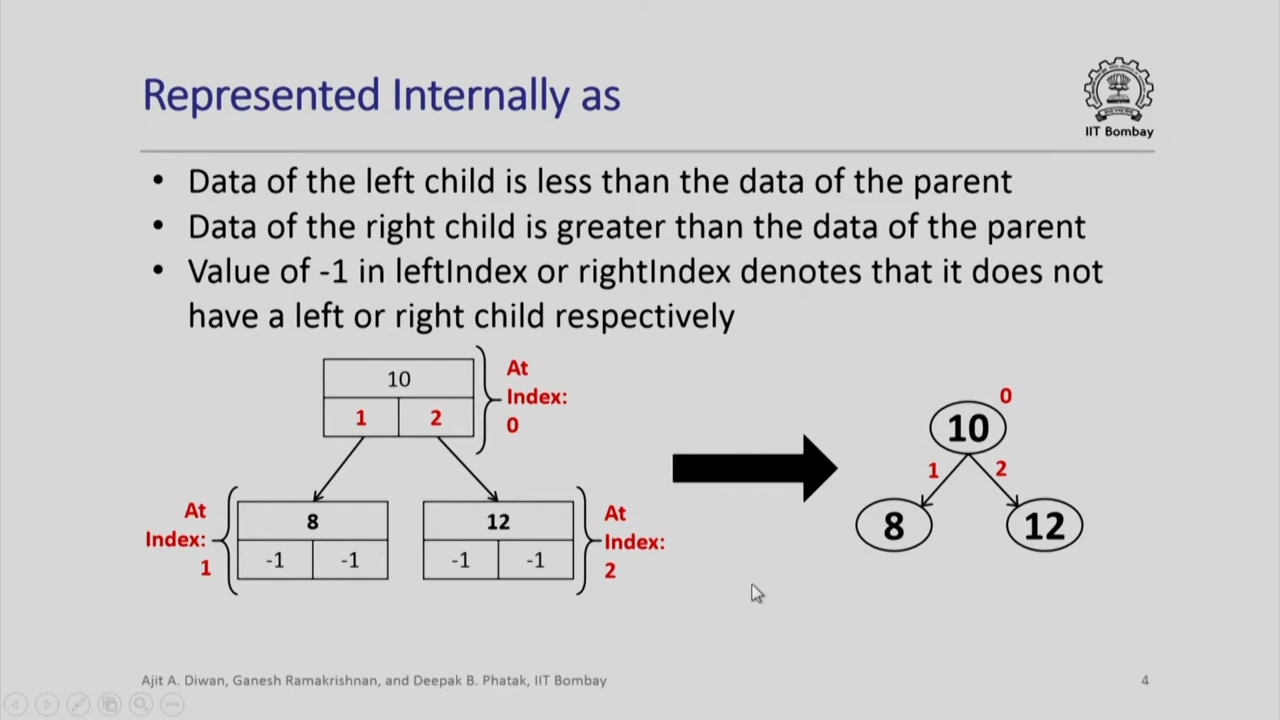 Represented Internally as
IIT Bombay
• Data of the left child is less than the data of the parent
• Data of the right child is greater than the data of the parent
• Value of -1 in leftIndex or rightIndex denotes that it does not
have a left or right child respectively
10
1 2
At
Index:
0
At
Index:
1
8
-1 -1
12
-1 -1
At
Index:
2
0
10
1 2
8 12
Ajit A. Diwan, Ganesh Ramakrishnan, and Deepak B. Phatak, IIT Bombay
4